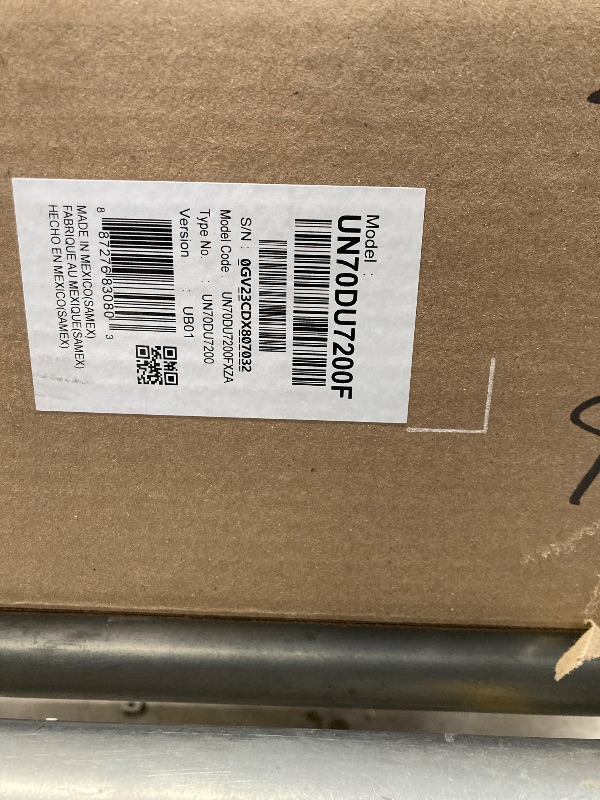 Model :
UN70DU7200F
S/N : 0GV23CDX807032
Model Code : UN70DU7200FXZA
Type No. : UN70DU7200
Version : UB01
8 87276 83080 3
MADE IN MEXICO(SAMEX)
FABRIQUE AU MEXIQUE(SAMEX)
HECHO EN MEXICO(SAMEX)